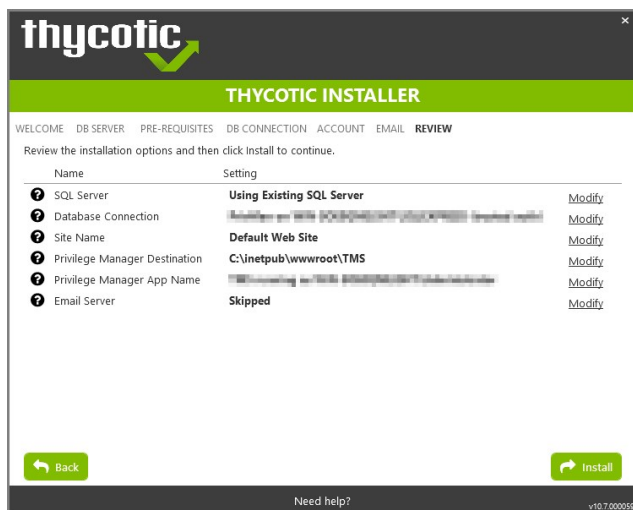 thycotic
×
THYCOTIC INSTALLER
WELCOME DB SERVER PRE-REQUISITES DB CONNECTION ACCOUNT EMAIL REVIEW
Review the installation options and then click Install to continue.
Name Setting
? SQL Server Using Existing SQL Server Modify
? Database Connection Modify
? Site Name Default Web Site Modify
? Privilege Manager Destination C:\inetpub\wwwroot\TMS Modify
? Privilege Manager App Name Modify
? Email Server Skipped Modify
Back Install
Need help?
v10.7.000059